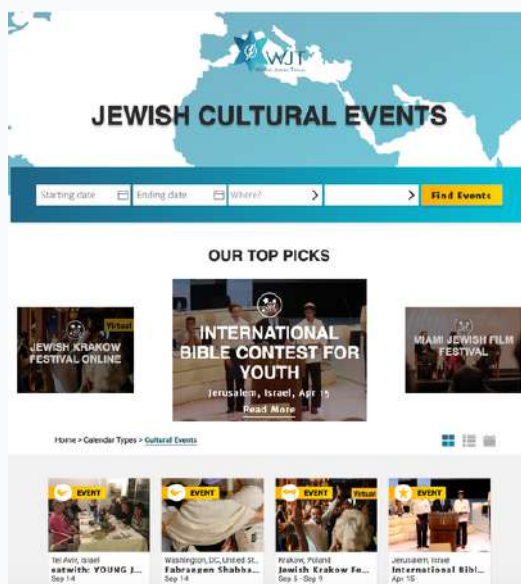 WJT
JEWISH CULTURAL EVENTS
Starting date
Ending date
Where?
Find Events
OUR TOP PICKS
Virtual
JEWISH KRAKOW
FESTIVAL ONLINE
INTERNATIONAL
BIBLE CONTEST FOR
YOUTH
Jerusalem, Israel, Apr 15
Read More
MIAMI JEWISH FILM
FESTIVAL
Home > Calendar Types > Cultural Events
EVENT
Tel Aviv, Israel
eatwith: YOUNG J...
Sep 14
EVENT
Washington, DC, United St...
Fabrangen Shabba...
Sep 14
EVENT
Virtual
Krakow, Poland
Jewish Krakow Fe...
Sep 5 - Sep 9
EVENT
Jerusalem, Israel
International Bibl...
Apr 15